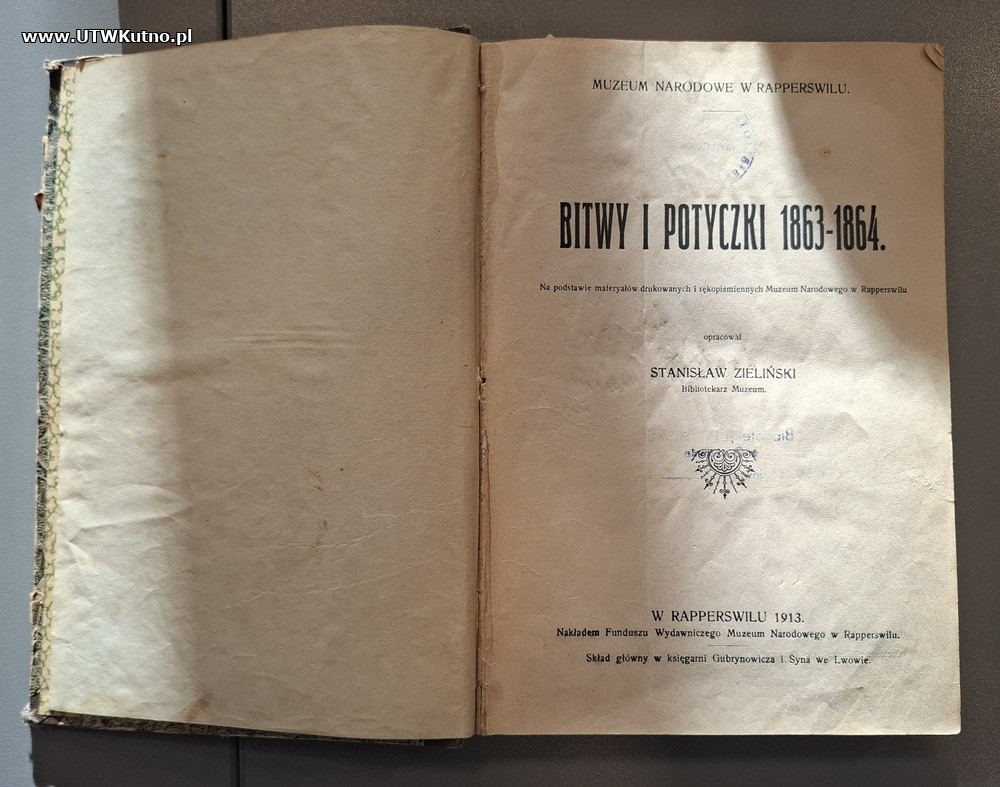 www.UTWKutno.pl
MUZEUM NARODOWE W RAPPERSWILU.
BITWY I POTYCZKI 1863-1864.
Na podstawie materyałów drukowanych i rękopiśmiennych Muzeum Narodowego w Rapperswilu
opracował
STANISŁAW ZIELIŃSKI
Bibliotekarz Muzeum.
W RAPPERSWILU 1913.
Nakładem Funduszu Wydawniczego Muzeum Narodowego w Rapperswilu.
Skład główny w księgarni Gubrynowicza i Syna we Lwowie.